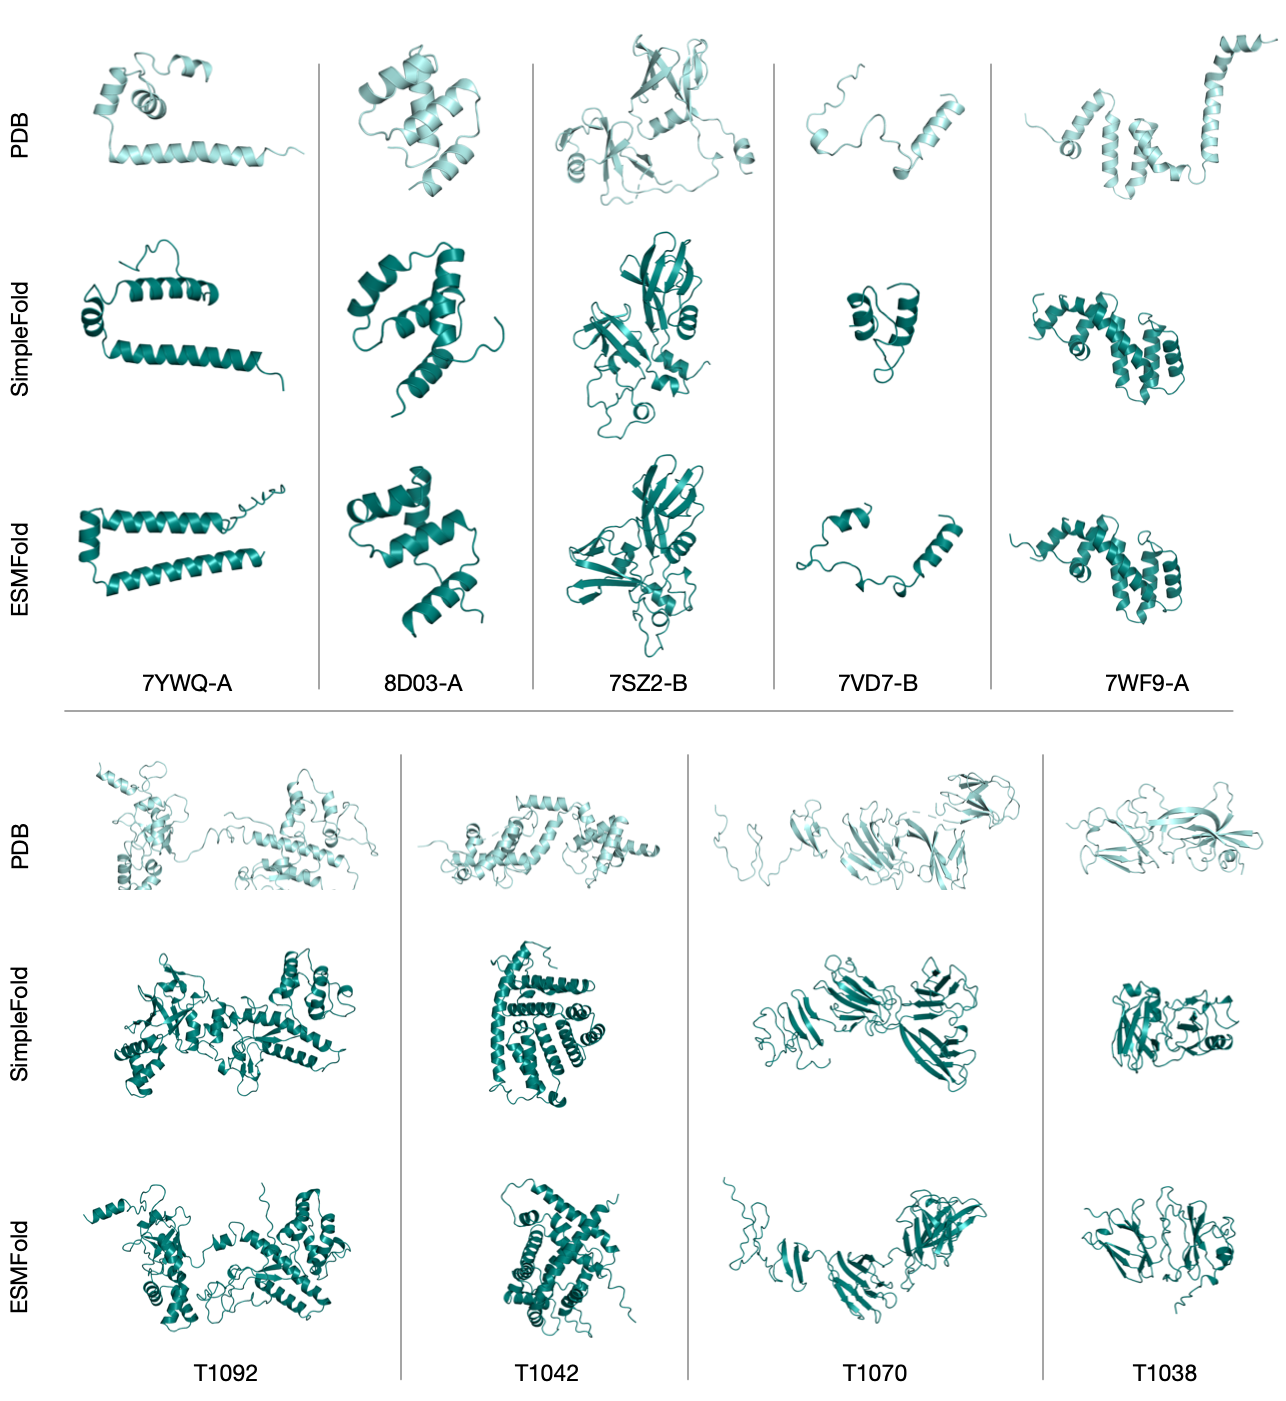 PDB
SimpleFold
ESMFold
7YWQ-A 8D03-A 7SZ2-B 7VD7-B 7WF9-A
PDB
SimpleFold
ESMFold
T1092 T1042 T1070 T1038